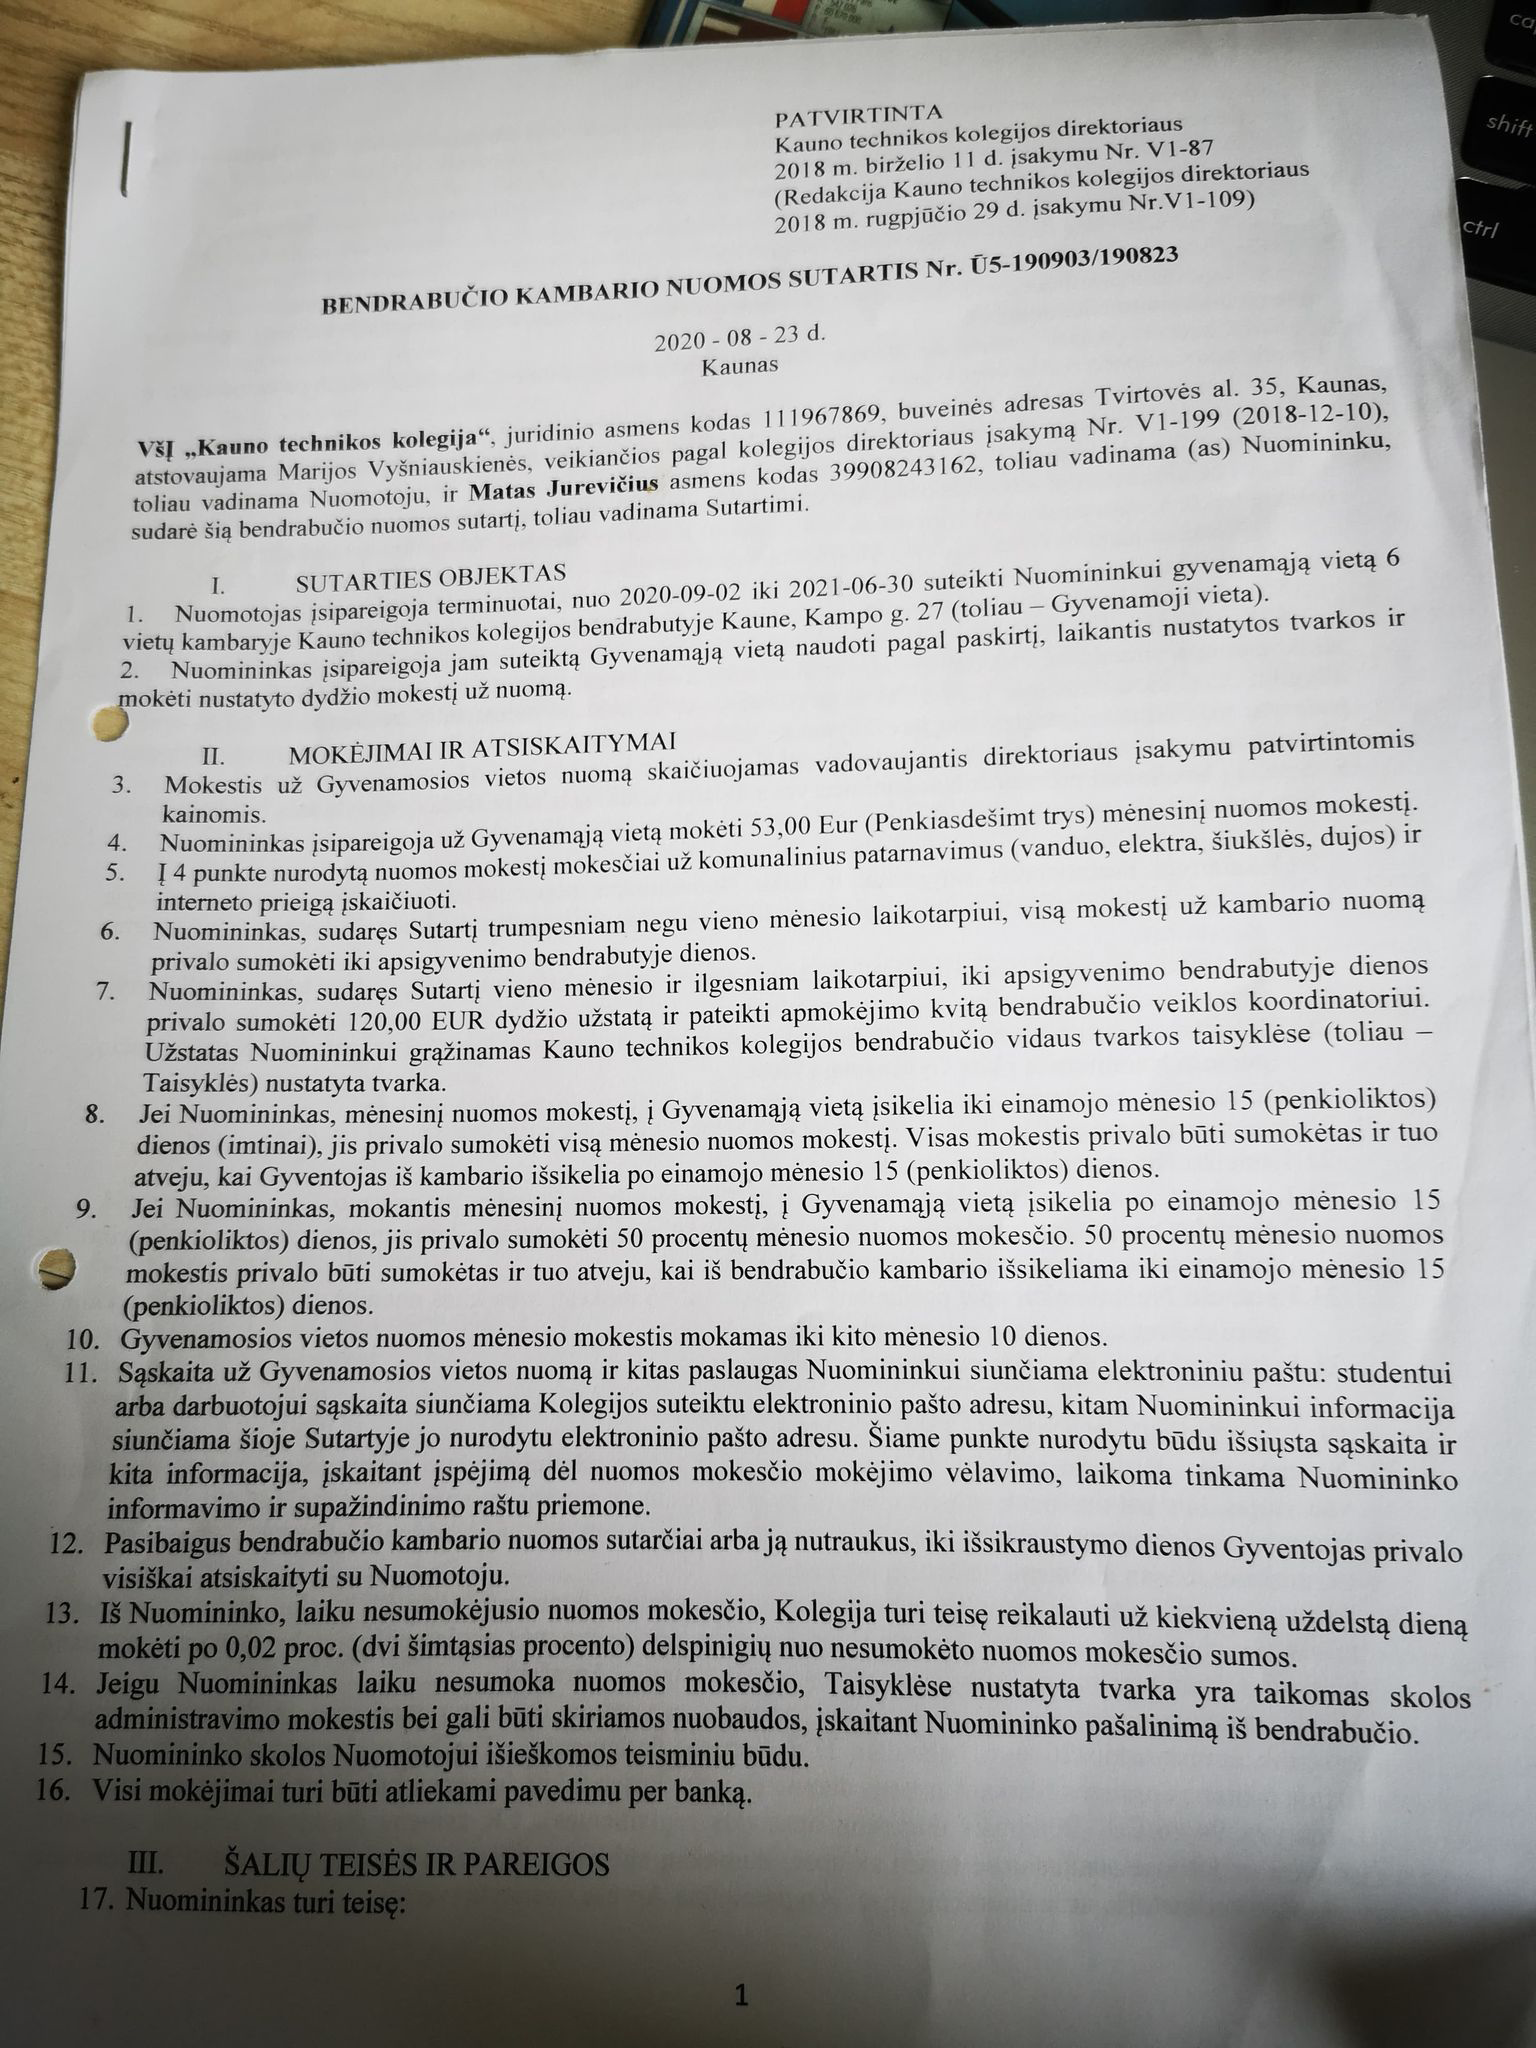 PATVIRTINTA
Kauno technikos kolegijos direktoriaus
2018 m. birželio 11 d. įsakymu Nr. V1-87
(Redakcija Kauno technikos kolegijos direktoriaus
2018 m. rugpjūčio 29 d. įsakymu Nr.V1-109)
BENDRABUČIO KAMBARIO NUOMOS SUTARTIS Nr. Ū5-190903/190823
2020 - 08 - 23 d.
Kaunas
VšĮ „Kauno technikos kolegija“, juridinio asmens kodas 111967869, buveinės adresas Tvirtovės al. 35, Kaunas,
atstovaujama Marijos Vyšniauskienės, veikiančios pagal kolegijos direktoriaus įsakymą Nr. V1-199 (2018-12-10),
toliau vadinama Nuomotoju, ir Matas Jurevičius asmens kodas 39908243162, toliau vadinama (as) Nuomininku,
sudarė šią bendrabučio nuomos sutartį, toliau vadinama Sutartimi.
I. SUTARTIES OBJEKTAS
1. Nuomotojas įsipareigoja terminuotai, nuo 2020-09-02 iki 2021-06-30 suteikti Nuomininkui gyvenamąją vietą 6
vietų kambaryje Kauno technikos kolegijos bendrabutyje Kaune, Kampo g. 27 (toliau – Gyvenamoji vieta).
2. Nuomininkas įsipareigoja jam suteiktą Gyvenamąją vietą naudoti pagal paskirtį, laikantis nustatytos tvarkos ir
mokėti nustatyto dydžio mokestį už nuomą.
II. MOKĖJIMAI IR ATSISKAITYMAI
3. Mokestis už Gyvenamosios vietos nuomą skaičiuojamas vadovaujantis direktoriaus įsakymu patvirtintomis
kainomis.
4. Nuomininkas įsipareigoja už Gyvenamąją vietą mokėti 53,00 Eur (Penkiasdešimt trys) mėnesinį nuomos mokestį.
5. Į 4 punkte nurodytą nuomos mokestį mokesčiai už komunalinius patarnavimus (vanduo, elektra, šiukšlės, dujos) ir
interneto prieigą įskaičiuoti.
6. Nuomininkas, sudaręs Sutartį trumpesniam negu vieno mėnesio laikotarpiui, visą mokestį už kambario nuomą
privalo sumokėti iki apsigyvenimo bendrabutyje dienos.
7. Nuomininkas, sudaręs Sutartį vieno mėnesio ir ilgesniam laikotarpiui, iki apsigyvenimo bendrabutyje dienos
privalo sumokėti 120,00 EUR dydžio užstatą ir pateikti apmokėjimo kvitą bendrabučio veiklos koordinatoriui.
Užstatas Nuomininkui grąžinamas Kauno technikos kolegijos bendrabučio vidaus tvarkos taisyklėse (toliau –
Taisyklės) nustatyta tvarka.
8. Jei Nuomininkas, mėnesinį nuomos mokestį, į Gyvenamąją vietą įsikelia iki einamojo mėnesio 15 (penkioliktos)
dienos (imtinai), jis privalo sumokėti visą mėnesio nuomos mokestį. Visas mokestis privalo būti sumokėtas ir tuo
atveju, kai Gyventojas iš kambario išsikelia po einamojo mėnesio 15 (penkioliktos) dienos.
9. Jei Nuomininkas, mokantis mėnesinį nuomos mokestį, į Gyvenamąją vietą įsikelia po einamojo mėnesio 15
(penkioliktos) dienos, jis privalo sumokėti 50 procentų mėnesio nuomos mokesčio. 50 procentų mėnesio nuomos
mokestis privalo būti sumokėtas ir tuo atveju, kai iš bendrabučio kambario išsikeliama iki einamojo mėnesio 15
(penkioliktos) dienos.
10. Gyvenamosios vietos nuomos mėnesio mokestis mokamas iki kito mėnesio 10 dienos.
11. Sąskaita už Gyvenamosios vietos nuomą ir kitas paslaugas Nuomininkui siunčiama elektroniniu paštu: studentui
arba darbuotojui sąskaita siunčiama Kolegijos suteiktu elektroninio pašto adresu, kitam Nuomininkui informacija
siunčiama šioje Sutartyje jo nurodytu elektroninio pašto adresu. Šiame punkte nurodytu būdu išsiųsta sąskaita ir
kita informacija, įskaitant įspėjimą dėl nuomos mokesčio mokėjimo vėlavimo, laikoma tinkama Nuomininko
informavimo ir supažindinimo raštu priemone.
12. Pasibaigus bendrabučio kambario nuomos sutarčiai arba ją nutraukus, iki išsikraustymo dienos Gyventojas privalo
visiškai atsiskaityti su Nuomotoju.
13. Iš Nuomininko, laiku nesumokėjusio nuomos mokesčio, Kolegija turi teisę reikalauti už kiekvieną uždelstą dieną
mokėti po 0,02 proc. (dvi šimtąsias procento) delspinigių nuo nesumokėto nuomos mokesčio sumos.
14. Jeigu Nuomininkas laiku nesumoka nuomos mokesčio, Taisyklėse nustatyta tvarka yra taikomas skolos
administravimo mokestis bei gali būti skiriamos nuobaudos, įskaitant Nuomininko pašalinimą iš bendrabučio.
15. Nuomininko skolos Nuomotojui išieškomos teisminiu būdu.
16. Visi mokėjimai turi būti atliekami pavedimu per banką.
III. ŠALIŲ TEISĖS IR PAREIGOS
17. Nuomininkas turi teisę:
1
shift
ctrl